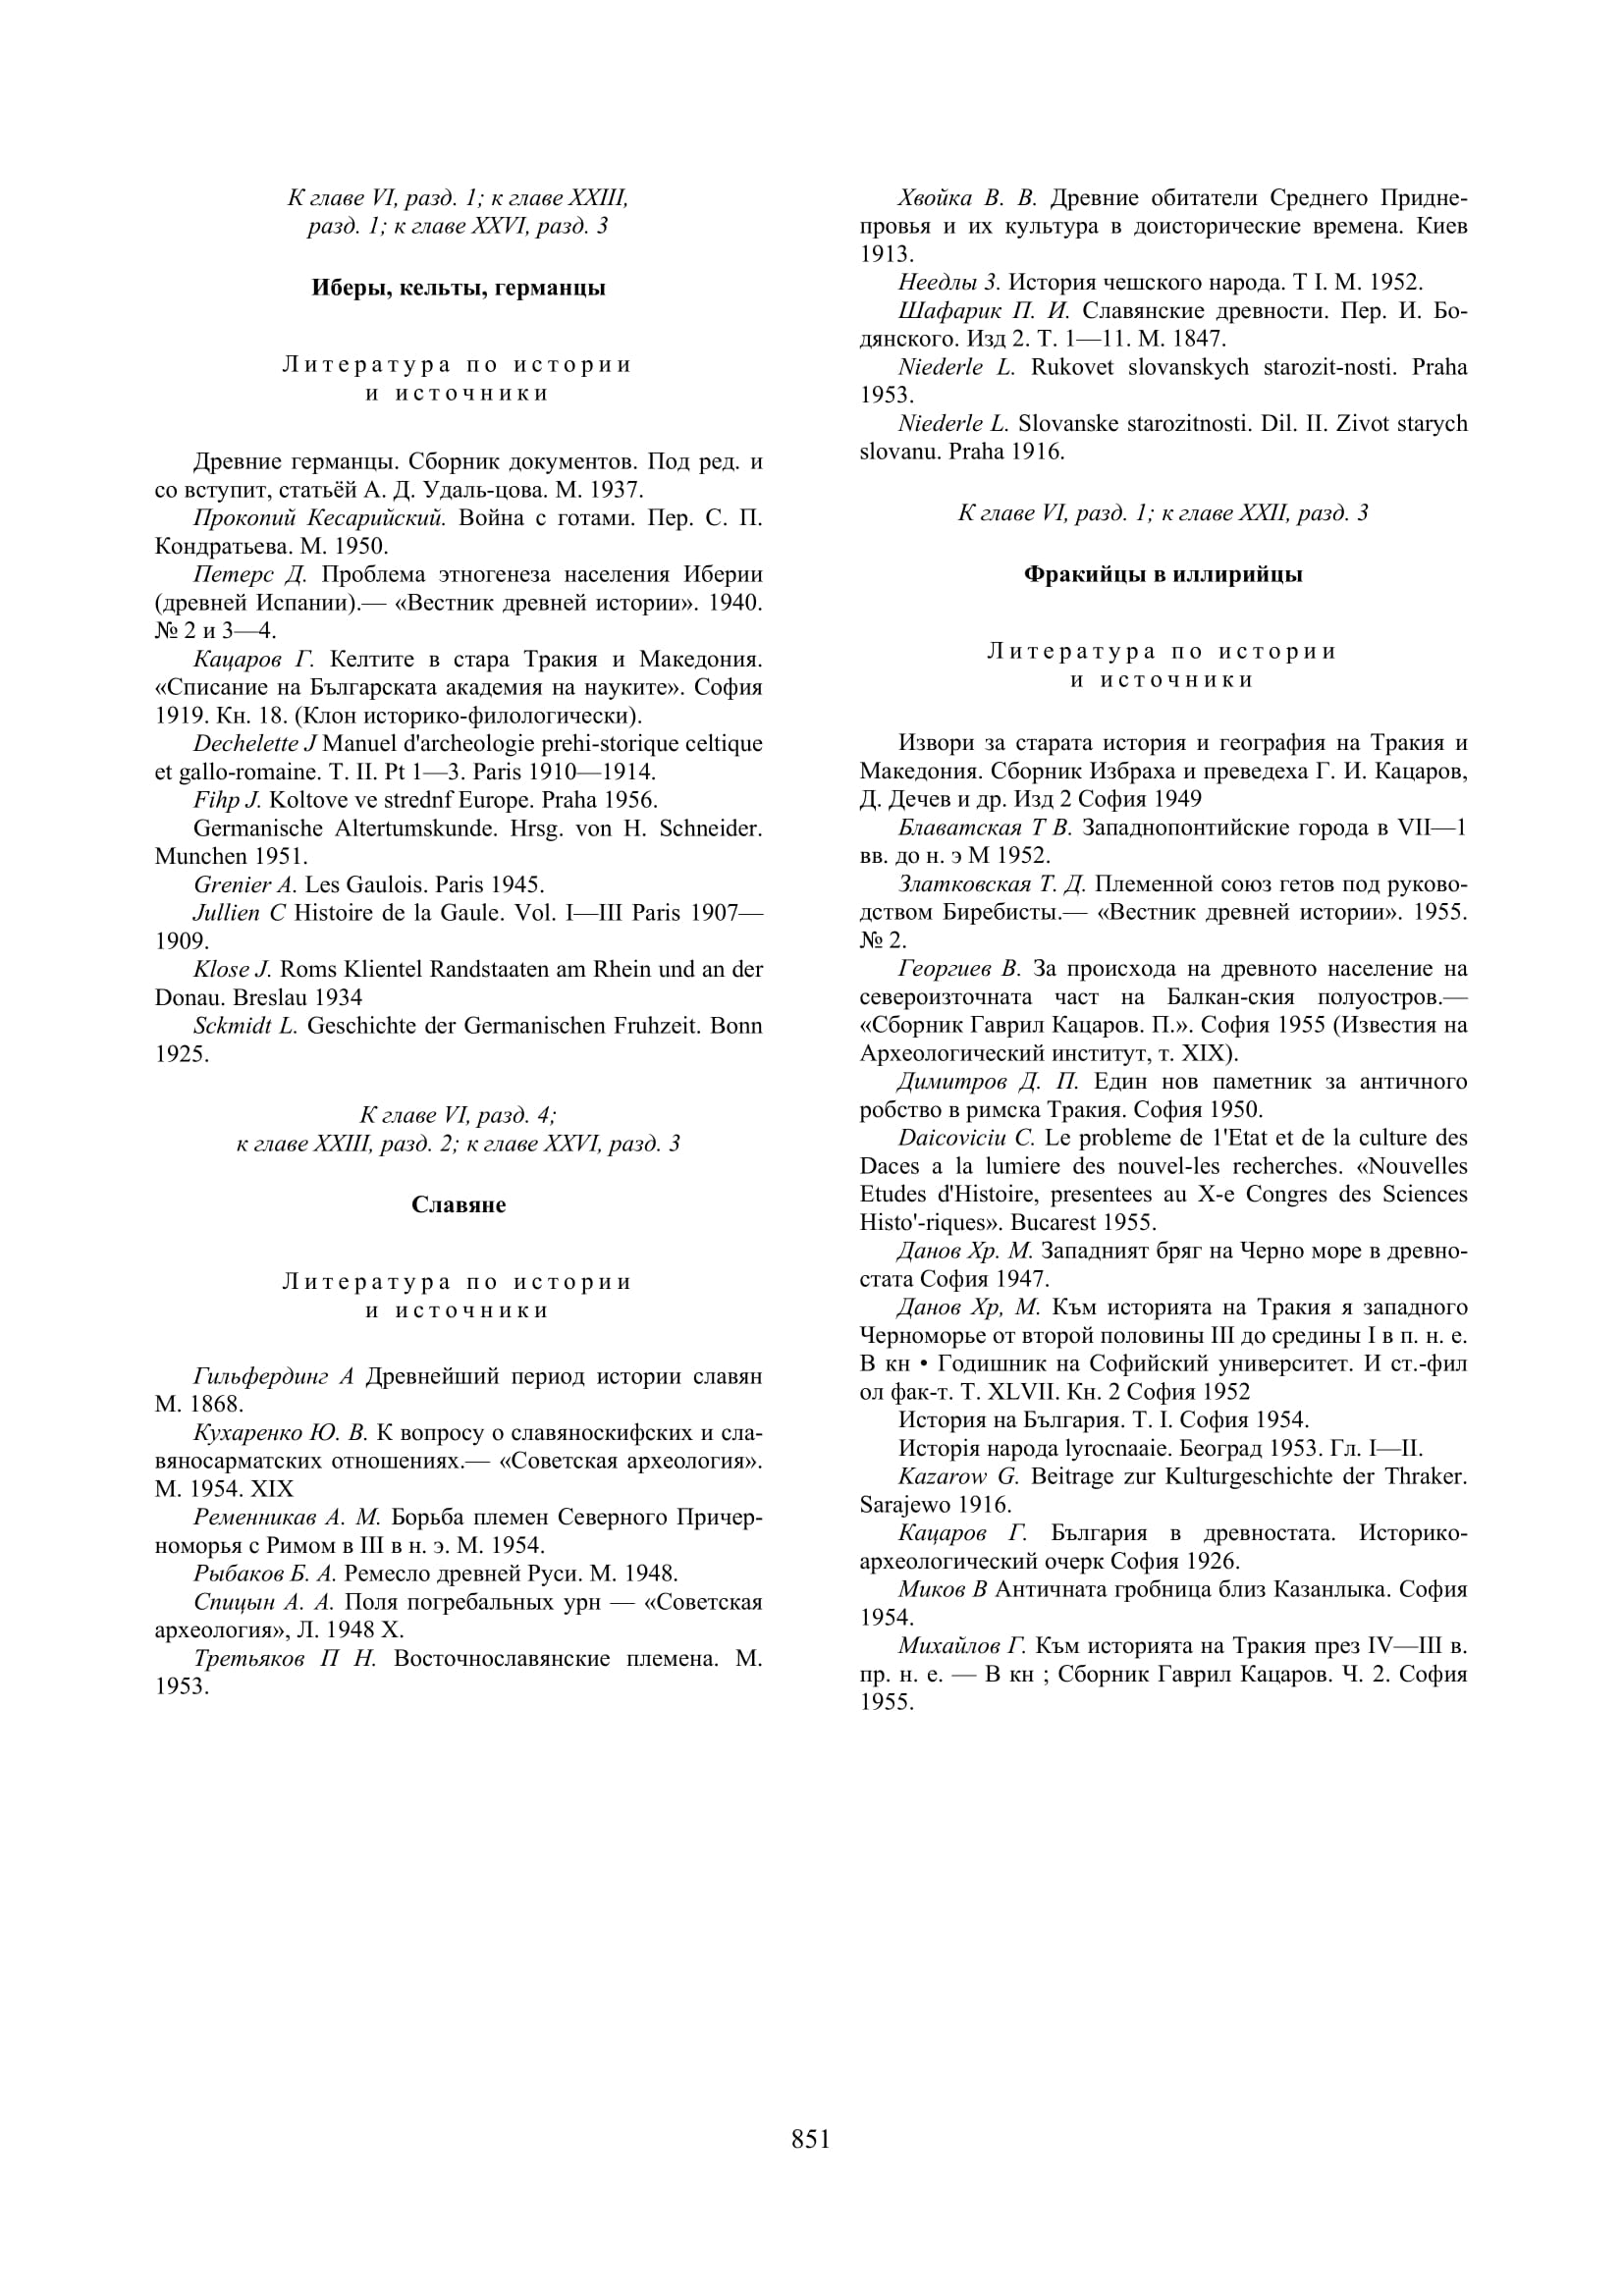 К главе VI, разд. 1; к главе XXIII,
разд. 1; к главе XXVI, разд. 3
Иберы, кельты, германцы
Литература по истории
и источники
Древние германцы. Сборник документов. Под ред. и
со вступит, статьёй А. Д. Удаль-цова. М. 1937.
Прокопий Кесарийский. Война с готами. Пер. С. П.
Кондратьева. М. 1950.
Петерс Д. Проблема этногенеза населения Иберии
(древней Испании).— «Вестник древней истории». 1940.
№ 2 и 3—4.
Кацаров Г. Келтите в стара Тракия и Македония.
«Списание на Българската академия на науките». София
1919. Кн. 18. (Клон историко-филологически).
Dechelette J Manuel d'archeologie prehi-storique celtique
et gallo-romaine. T. II. Pt 1—3. Paris 1910—1914.
Fihp J. Koltove ve strednf Europe. Praha 1956.
Germanische Altertumskunde. Hrsg. von H. Schneider.
Munchen 1951.
Grenier A. Les Gaulois. Paris 1945.
Jullien C Histoire de la Gaule. Vol. I—III Paris 1907—
1909.
Klose J. Roms Klientel Randstaaten am Rhein und an der
Donau. Breslau 1934
Sckmidt L. Geschichte der Germanischen Fruhzeit. Bonn
1925.
К главе VI, разд. 4;
к главе XXIII, разд. 2; к главе XXVI, разд. 3
Славяне
Литература по истории
и источники
Гильфердинг А Древнейший период истории славян
М. 1868.
Кухаренко Ю. В. К вопросу о славяноскифских и сла-
вяносарматских отношениях.— «Советская археология».
М. 1954. XIX
Ременникав А. М. Борьба племен Северного Причер-
номорья с Римом в III в н. э. М. 1954.
Рыбаков Б. А. Ремесло древней Руси. М. 1948.
Спицын А. А. Поля погребальных урн — «Советская
археология», Л. 1948 X.
Третьяков П Н. Восточнославянские племена. М.
1953.
Хвойка В. В. Древние обитатели Среднего Придне-
провья и их культура в доисторические времена. Киев
1913.
Неедлы З. История чешского народа. Т I. М. 1952.
Шафарик П. И. Славянские древности. Пер. И. Бо-
дянского. Изд 2. Т. 1—11. М. 1847.
Niederle L. Rukovet slovanskych starozit-nosti. Praha
1953.
Niederle L. Slovanske starozitnosti. Dil. II. Zivot starych
slovanu. Praha 1916.
К главе VI, разд. 1; к главе XXII, разд. 3
Фракийцы в иллирийцы
Литература по истории
и источники
Извори за старата история и география на Тракия и
Македония. Сборник Избраха и преведеха Г. И. Кацаров,
Д. Дечев и др. Изд 2 София 1949
Блаватская Т В. Западнопонтийские города в VII—1
вв. до н. э М 1952.
Златковская Т. Д. Племенной союз гетов под руково-
дством Биребисты.— «Вестник древней истории». 1955.
№ 2.
Георгиев В. За происхода на древното население на
североизточната част на Балкан-ския полуостров.—
«Сборник Гаврил Кацаров. П.». София 1955 (Известия на
Археологический институт, т. XIX).
Димитров Д. П. Един нов паметник за античного
робство в римска Тракия. София 1950.
Daicoviciu C. Le probleme de 1'Etat et de la culture des
Daces a la lumiere des nouvel-les recherches. «Nouvelles
Etudes d'Histoire, presentees au X-e Congres des Sciences
Histo'-riques». Bucarest 1955.
Данов Хр. М. Западният бряг на Черно море в древно-
стата София 1947.
Данов Хр, М. Към историята на Тракия я западного
Черноморье от второй половины III до средины I в п. н. е.
В кн • Годишник на Софийский университет. И ст.-фил
ол фак-т. Т. XLVII. Кн. 2 София 1952
История на България. Т. I. София 1954.
Исторія народа lyrocnaaie. Београд 1953. Гл. I—II.
Kazarow G. Beitrage zur Kulturgeschichte der Thraker.
Sarajewo 1916.
Кацаров Г. България в древностата. Историко-
археологический очерк София 1926.
Миков В Античната гробница близ Казанлыка. София
1954.
Михайлов Г. Към историята на Тракия през IV—III в.
пр. н. е. — В кн ; Сборник Гаврил Кацаров. Ч. 2. София
1955.
851